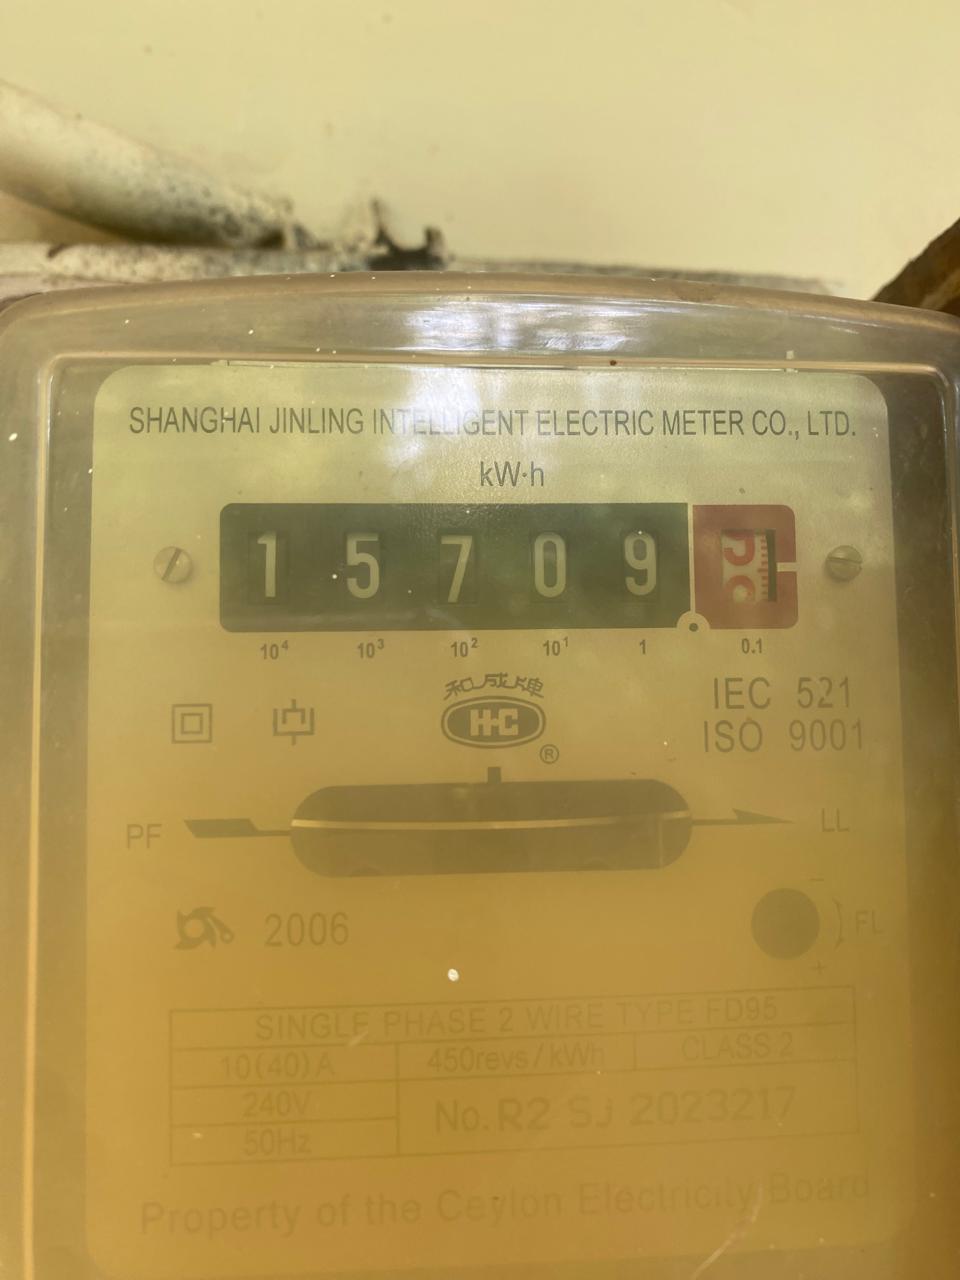 SHANGHAI JINLING INTELLIGENT ELECTRIC METER CO., LTD.
kW·h
1 5 7 0 9
10⁴ 10³ 10² 10¹ 1 0.1
和成牌
H-C
®
IEC 521
ISO 9001
PF
LL
2006
−
FL
+
SINGLE PHASE 2 WIRE TYPE FD95
10(40)A 450revs/kWh CLASS 2
240V
No. R2 SJ 2023217
50Hz
Property of the Ceylon Electricity Board